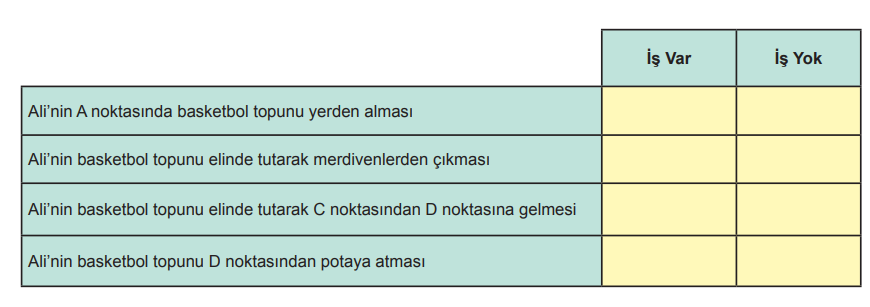 İş Var İş Yok
Ali’nin A noktasında basketbol topunu yerden alması
Ali’nin basketbol topunu elinde tutarak merdivenlerden çıkması
Ali’nin basketbol topunu elinde tutarak C noktasından D noktasına gelmesi
Ali’nin basketbol topunu D noktasından potaya atması